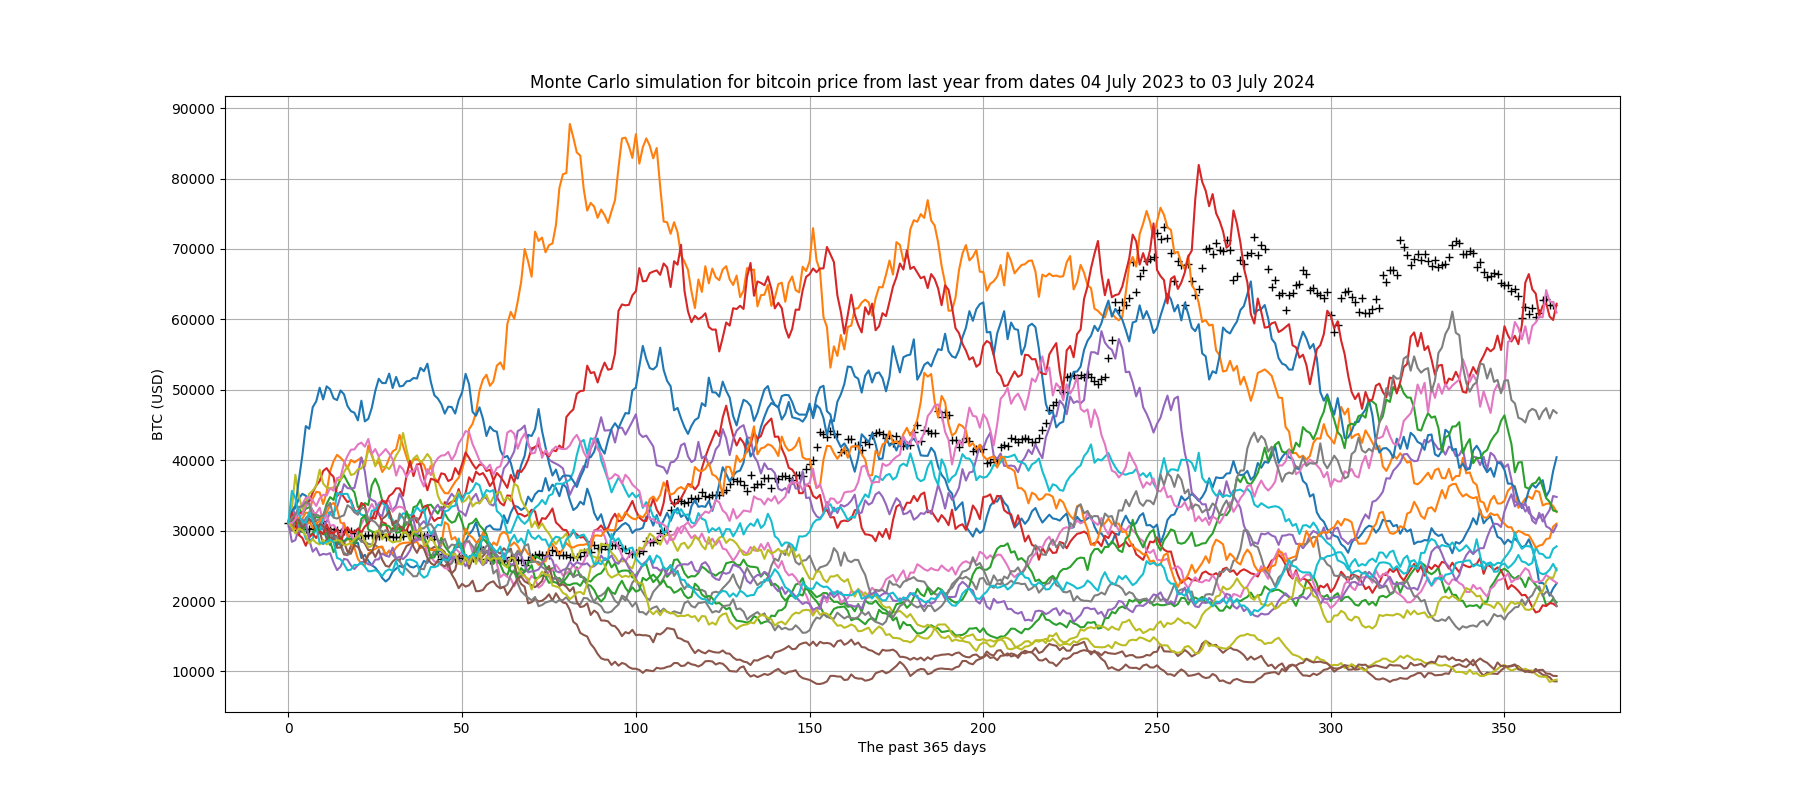 Monte Carlo simulation for bitcoin price from last year from dates 04 July 2023 to 03 July 2024
90000
80000
70000
60000
50000
40000
30000
20000
10000
BTC (USD)
0 50 100 150 200 250 300 350
The past 365 days